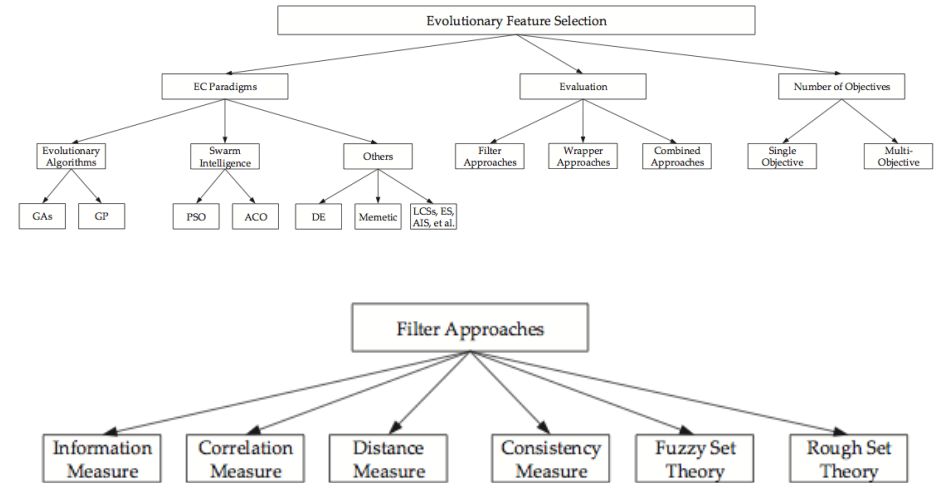 Evolutionary Feature Selection
EC Paradigms
Evaluation
Number of Objectives
Evolutionary
Algorithms
Swarm
Intelligence
Others
Filter
Approaches
Wrapper
Approaches
Combined
Approaches
Single
Objective
Multi-
Objective
GAs
GP
PSO
ACO
DE
Memetic
LCSs, ES,
AIS, et al.
Filter Approaches
Information
Measure
Correlation
Measure
Distance
Measure
Consistency
Measure
Fuzzy Set
Theory
Rough Set
Theory